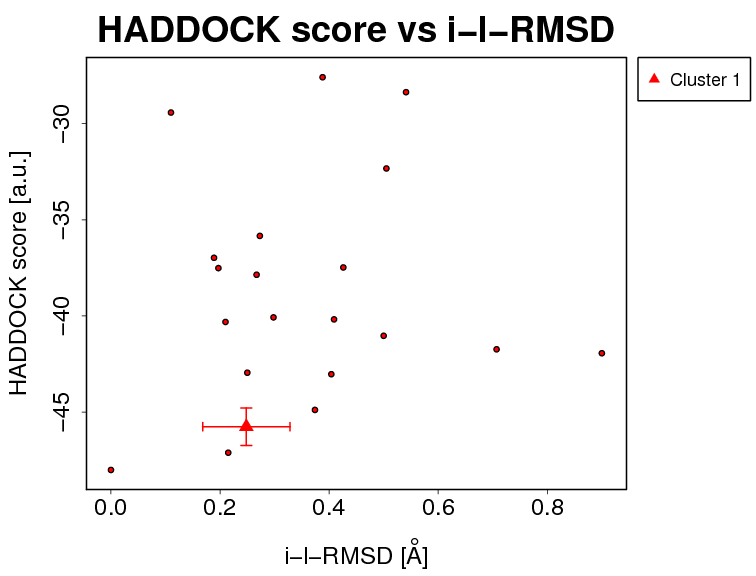 HADDOCK score vs i−l−RMSD
Cluster 1
HADDOCK score [a.u.]
−30
−35
−40
−45
0.0 0.2 0.4 0.6 0.8
i−l−RMSD [Å]